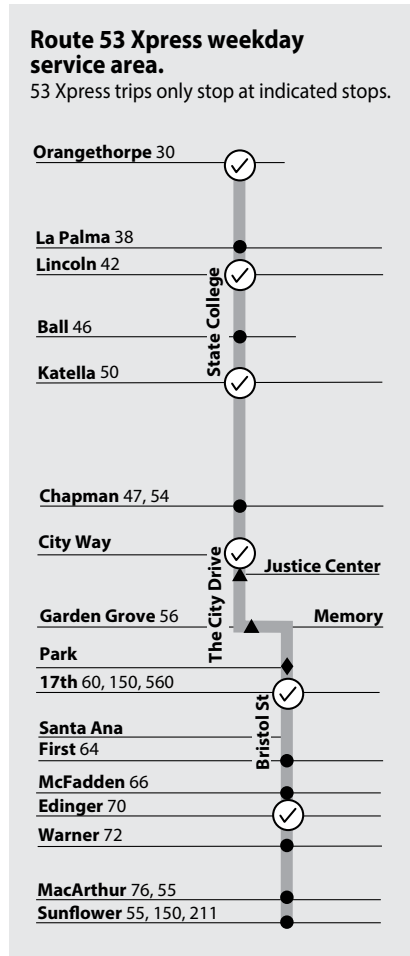 Route 53 Xpress weekday
service area.
53 Xpress trips only stop at indicated stops.
Orangethorpe 30
La Palma 38
Lincoln 42
State College
Ball 46
Katella 50
Chapman 47, 54
City Way
The City Drive
Justice Center
Garden Grove 56
Memory
Park
17th 60, 150, 560
Bristol St
Santa Ana
First 64
McFadden 66
Edinger 70
Warner 72
MacArthur 76, 55
Sunflower 55, 150, 211